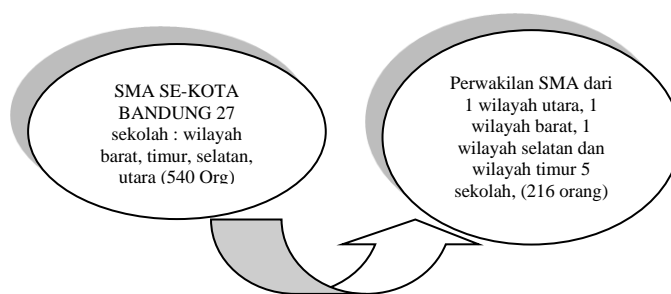 SMA SE-KOTA
BANDUNG 27
sekolah : wilayah
barat, timur, selatan,
utara (540 Org)
Perwakilan SMA dari
1 wilayah utara, 1
wilayah barat, 1
wilayah selatan dan
wilayah timur 5
sekolah, (216 orang)